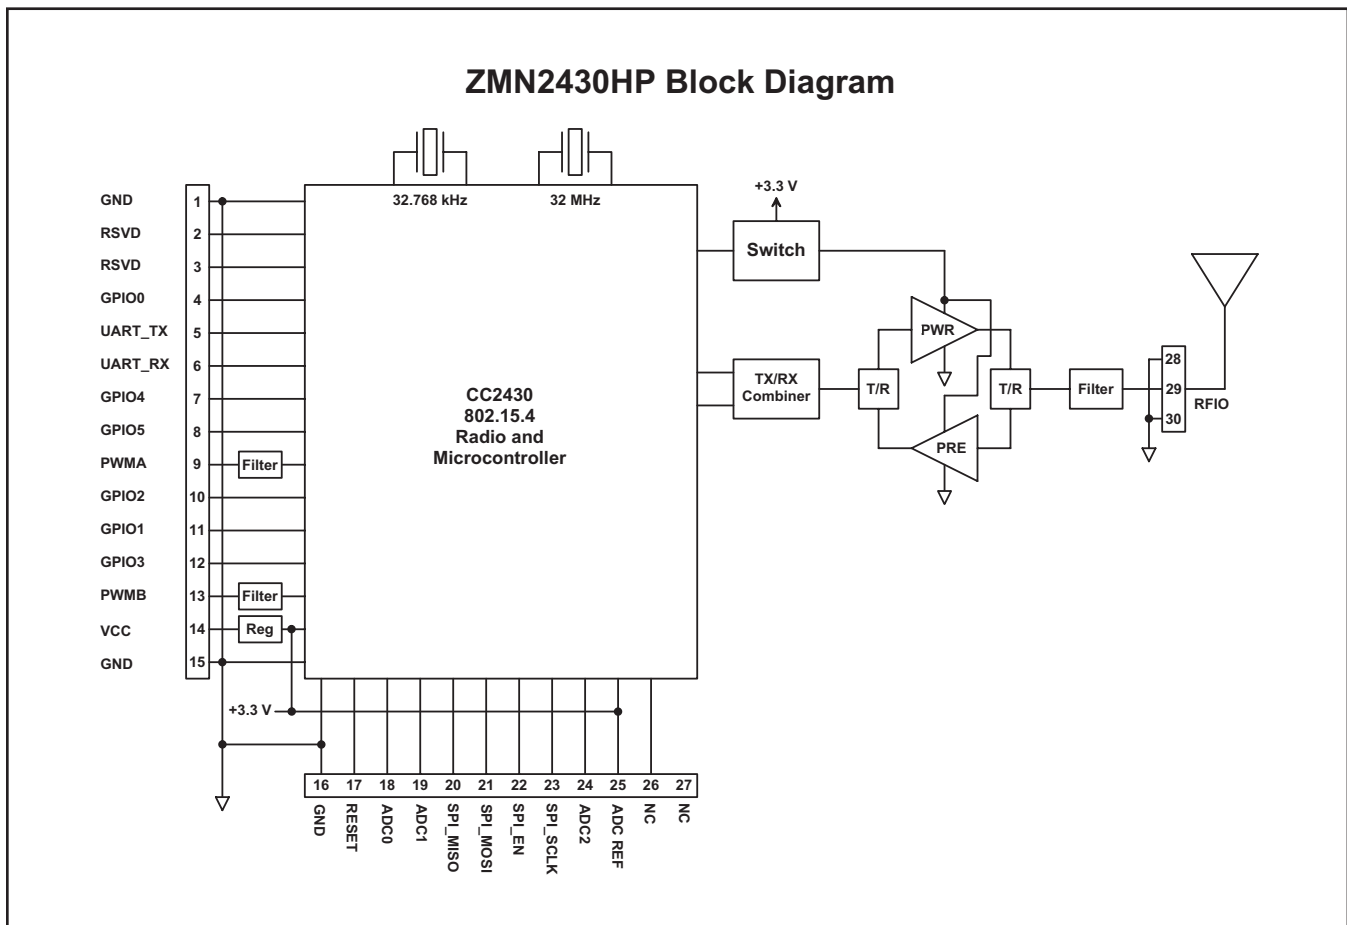 ZMN2430HP Block Diagram
32.768 kHz
32 MHz
+3.3 V
GND 1
RSVD 2
RSVD 3
GPIO0 4
UART_TX 5
UART_RX 6
GPIO4 7
GPIO5 8
PWMA 9 Filter
GPIO2 10
GPIO1 11
GPIO3 12
PWMB 13 Filter
VCC 14 Reg
GND 15
CC2430
802.15.4
Radio and
Microcontroller
Switch
PWR
TX/RX
Combiner
T/R
T/R
PRE
Filter
28
29
30
RFIO
+3.3 V
16 17 18 19 20 21 22 23 24 25 26 27
GND
RESET
ADC0
ADC1
SPI_MISO
SPI_MOSI
SPI_EN
SPI_SCLK
ADC2
ADC REF
NC
NC